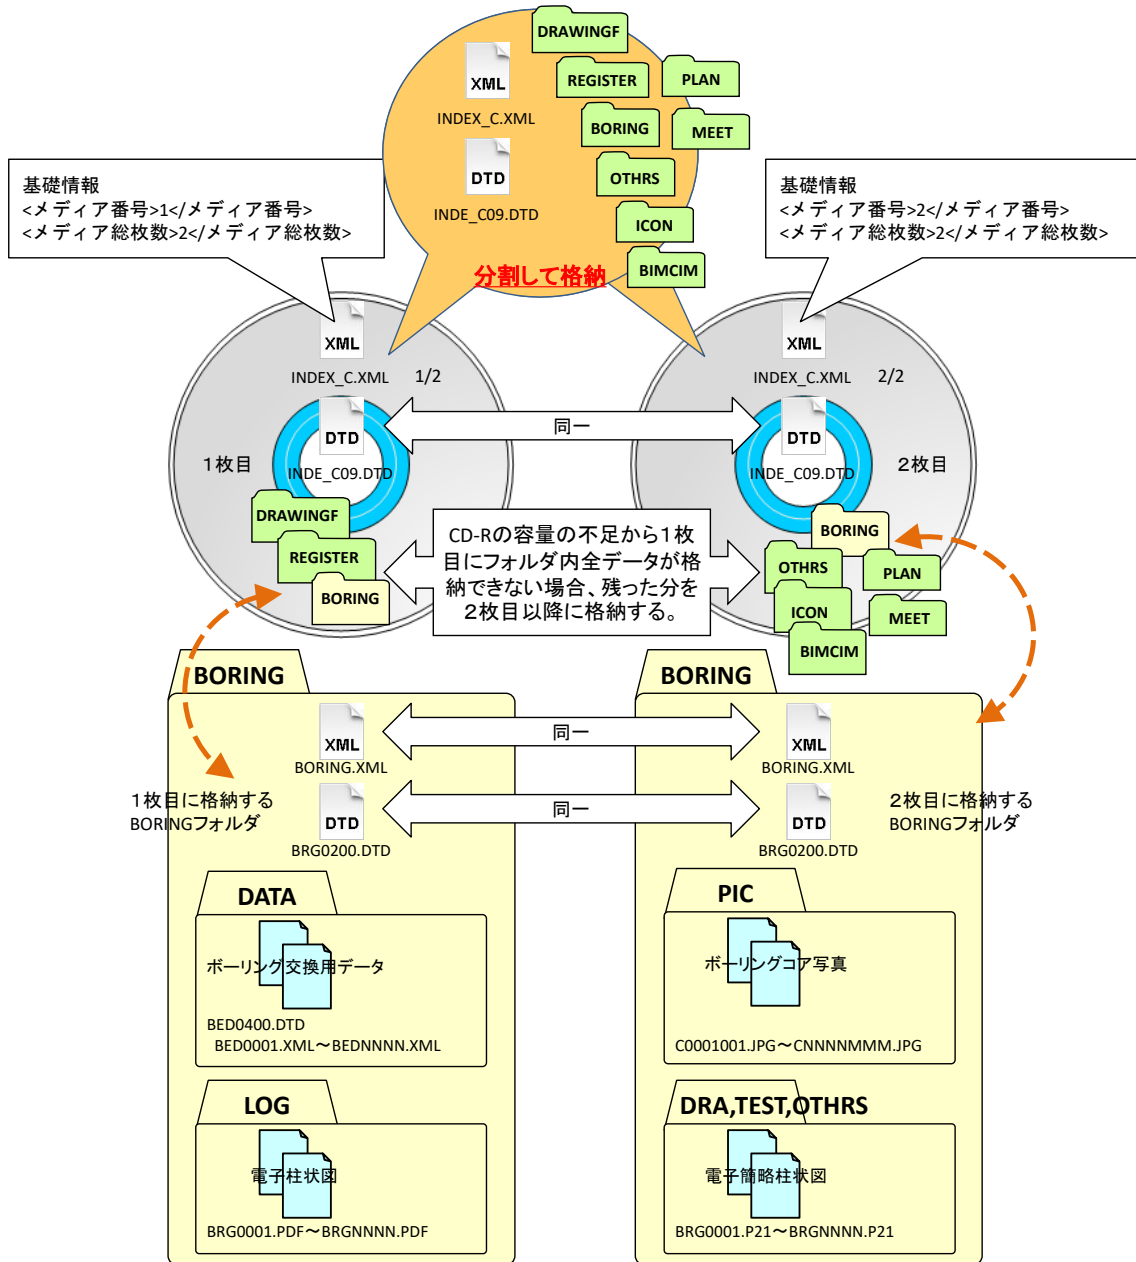 DRAWINGF
XML
REGISTER
PLAN
INDEX_C.XML
BORING
MEET
DTD
OTHRS
INDE_C09.DTD
ICON
BIMCIM
分割して格納
基礎情報
<メディア番号>1</メディア番号>
<メディア総枚数>2</メディア総枚数>
基礎情報
<メディア番号>2</メディア番号>
<メディア総枚数>2</メディア総枚数>
XML
INDEX_C.XML 1/2
DTD
1枚目
INDE_C09.DTD
DRAWINGF
REGISTER
BORING
同一
CD-Rの容量の不足から1枚
目にフォルダ内全データが格
納できない場合、残った分を
2枚目以降に格納する。
XML
INDEX_C.XML 2/2
DTD
2枚目
INDE_C09.DTD
BORING
OTHRS
PLAN
ICON
MEET
BIMCIM
BORING
XML
BORING.XML
1枚目に格納する
BORINGフォルダ
DTD
BRG0200.DTD
DATA
ボーリング交換用データ
BED0400.DTD
BED0001.XML～BEDNNNN.XML
LOG
電子柱状図
BRG0001.PDF～BRGNNNN.PDF
同一
同一
BORING
XML
BORING.XML
2枚目に格納する
BORINGフォルダ
DTD
BRG0200.DTD
PIC
ボーリングコア写真
C0001001.JPG～CNNNNMMM.JPG
DRA,TEST,OTHRS
電子簡略柱状図
BRG0001.P21～BRGNNNN.P21